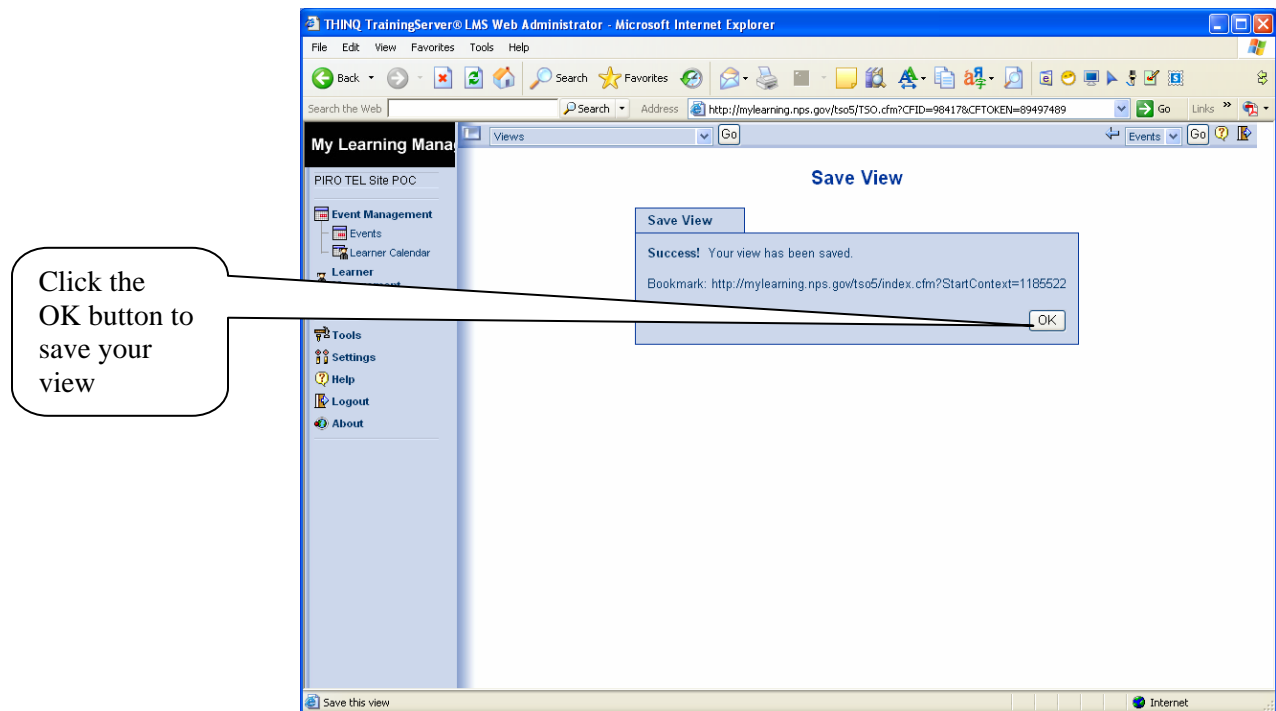 THINQ TrainingServer® LMS Web Administrator - Microsoft Internet Explorer
File Edit View Favorites Tools Help
Back Search Favorites
Search the Web Search Address http://mylearning.nps.gov/tso5/TSO.cfm?CFID=98417&CFTOKEN=89497489 Go Links »
My Learning Mana
Views Go Events Go
PIRO TEL Site POC
Save View
Event Management
Events
Learner Calendar
Learner
Tools
Settings
Help
Logout
About
Save View
Success! Your view has been saved.
Bookmark: http://mylearning.nps.gov/tso5/index.cfm?StartContext=1185522
OK
Click the
OK button to
save your
view
Save this view Internet